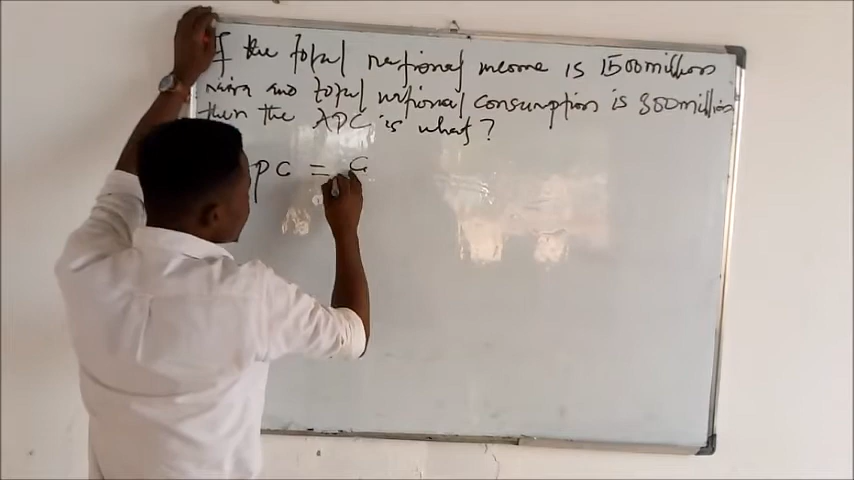 If the total national income is 1500million
naira and total national consumption is 800million
then the APC is what?
PC = C